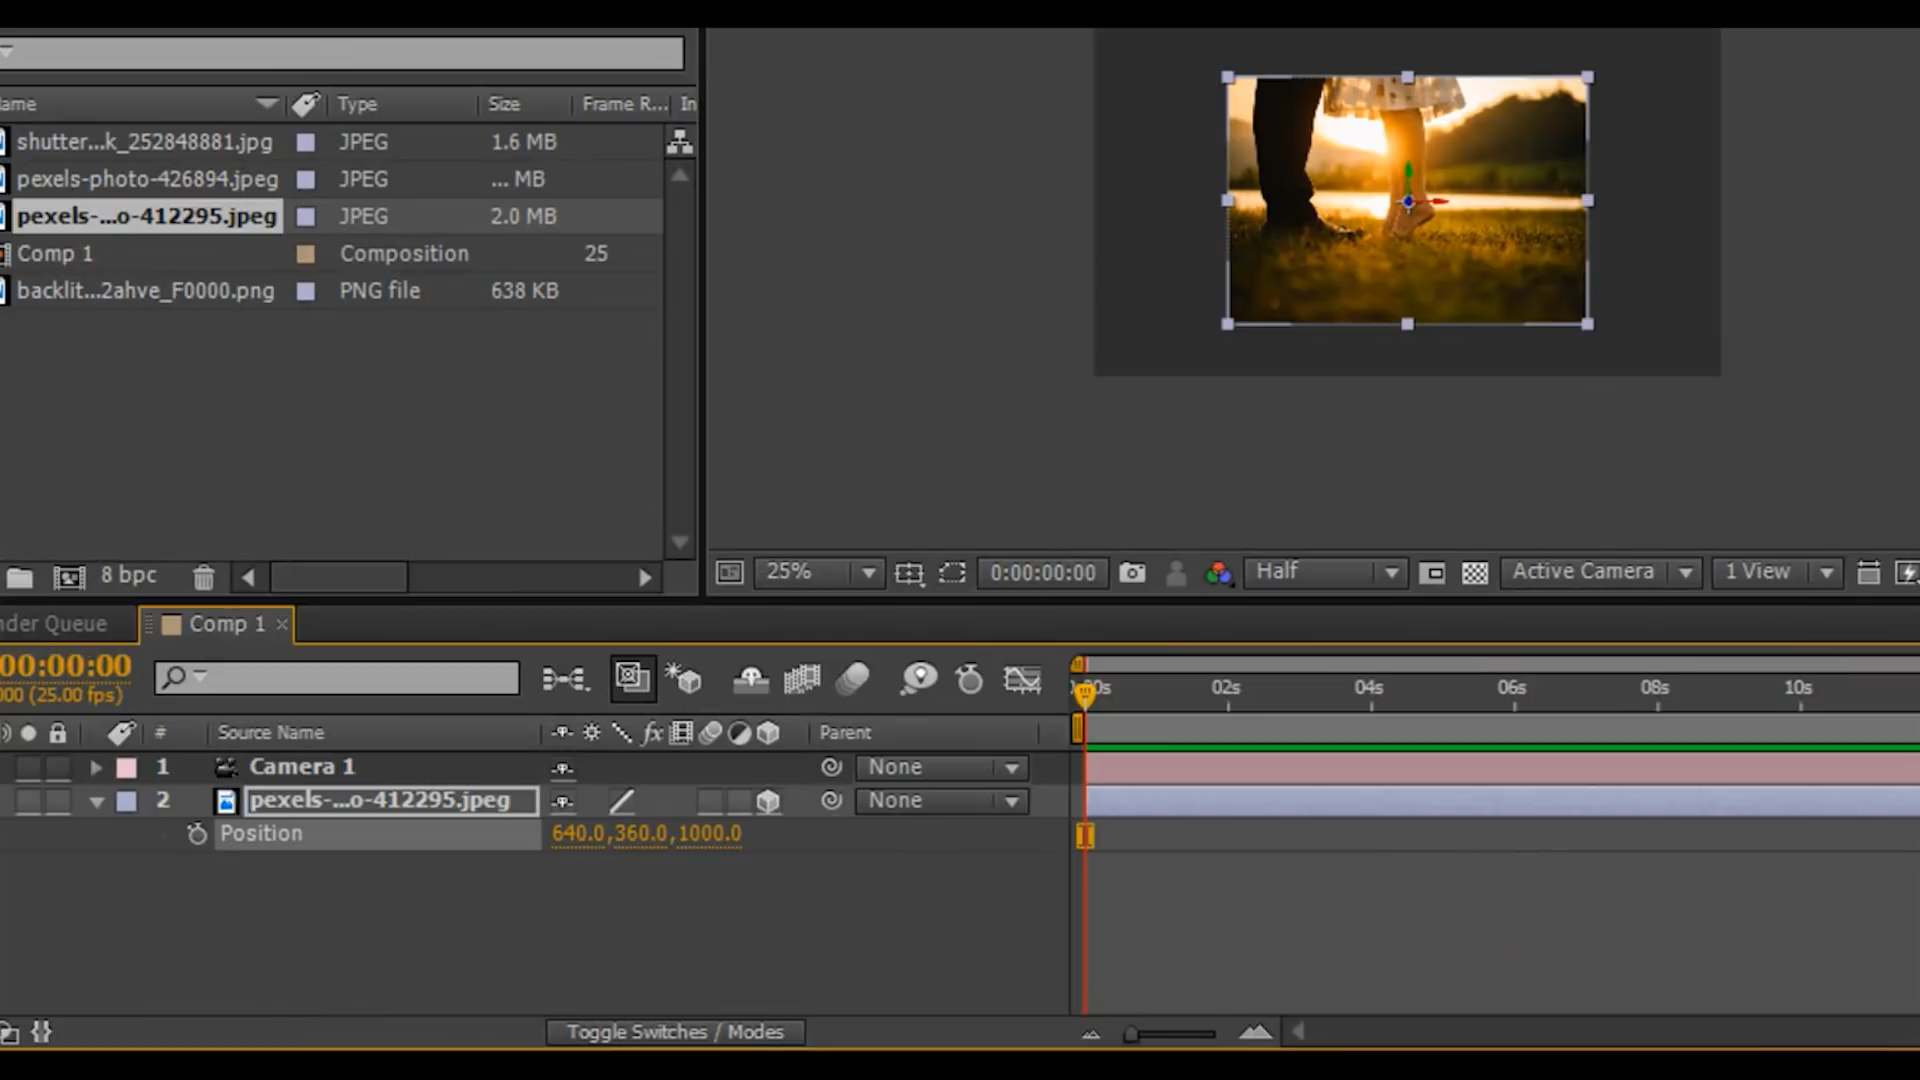 ame Type Size Frame R... In
shutter...k_252848881.jpg JPEG 1.6 MB
pexels-photo-426894.jpeg JPEG ... MB
pexels-...o-412295.jpeg JPEG 2.0 MB
Comp 1 Composition 25
backlit...2ahve_F0000.png PNG file 638 KB
8 bpc
25% 0:00:00:00 Half Active Camera 1 View
der Queue Comp 1 ×
00:00:00
000 (25.00 fps)
00s 02s 04s 06s 08s 10s
# Source Name fx Parent
1 Camera 1 None
2 pexels-...o-412295.jpeg None
Position 640.0,360.0,1000.0
Toggle Switches / Modes